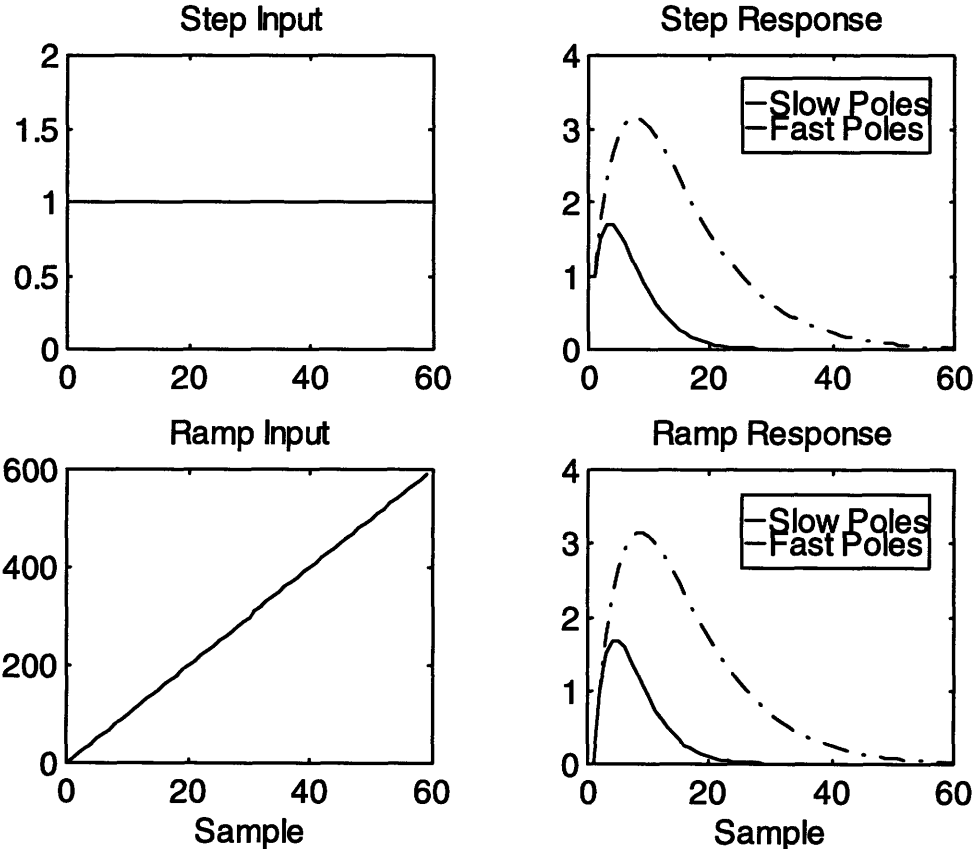 Step Input
2
1.5
1
0.5
0
0 20 40 60
Step Response
4
3
2
1
0
0 20 40 60
Slow Poles
Fast Poles
Ramp Input
600
400
200
0
0 20 40 60
Sample
Ramp Response
4
3
2
1
0
0 20 40 60
Sample
Slow Poles
Fast Poles